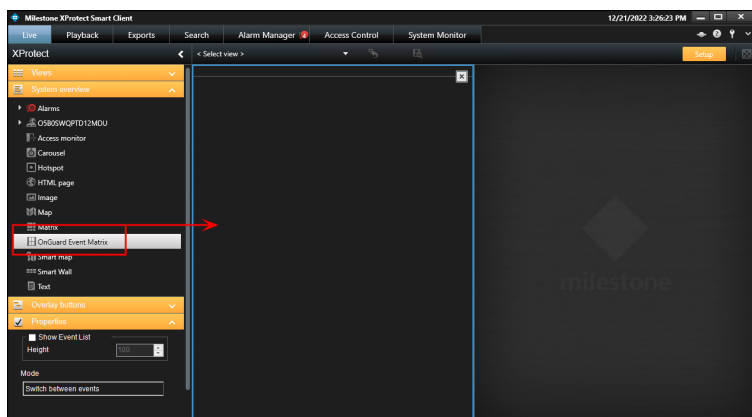 Milestone XProtect Smart Client
12/21/2022 3:26:23 PM
Live Playback Exports Search Alarm Manager Access Control System Monitor
XProtect
< Select view >
Setup
Views
System overview
Alarms
Access monitor
Carousel
Hotspot
HTML page
Image
Map
Matrix
OnGuard Event Matrix
Smart map
Smart Wall
Text
Overlay buttons
Properties
Show Event List
Height 100
Mode
Switch between events
milestone